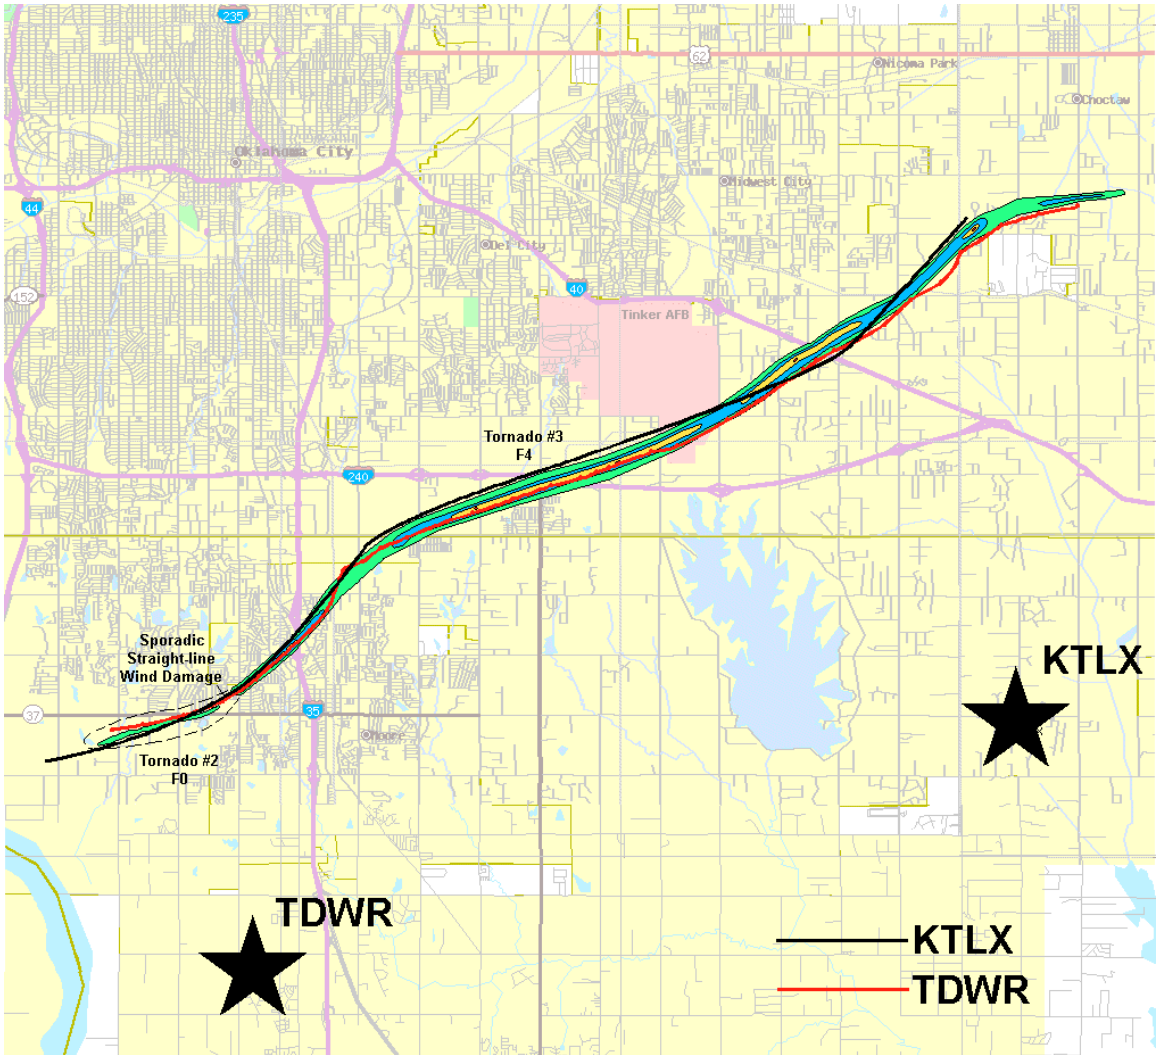 235
62
Nicoma Park
Choctaw
Oklahoma City
Midwest City
44
Del City
40
152
Tinker AFB
Tornado #3
F4
240
Sporadic
Straight-line
Wind Damage
KTLX
37
35
Moore
Tornado #2
F0
TDWR
KTLX
TDWR